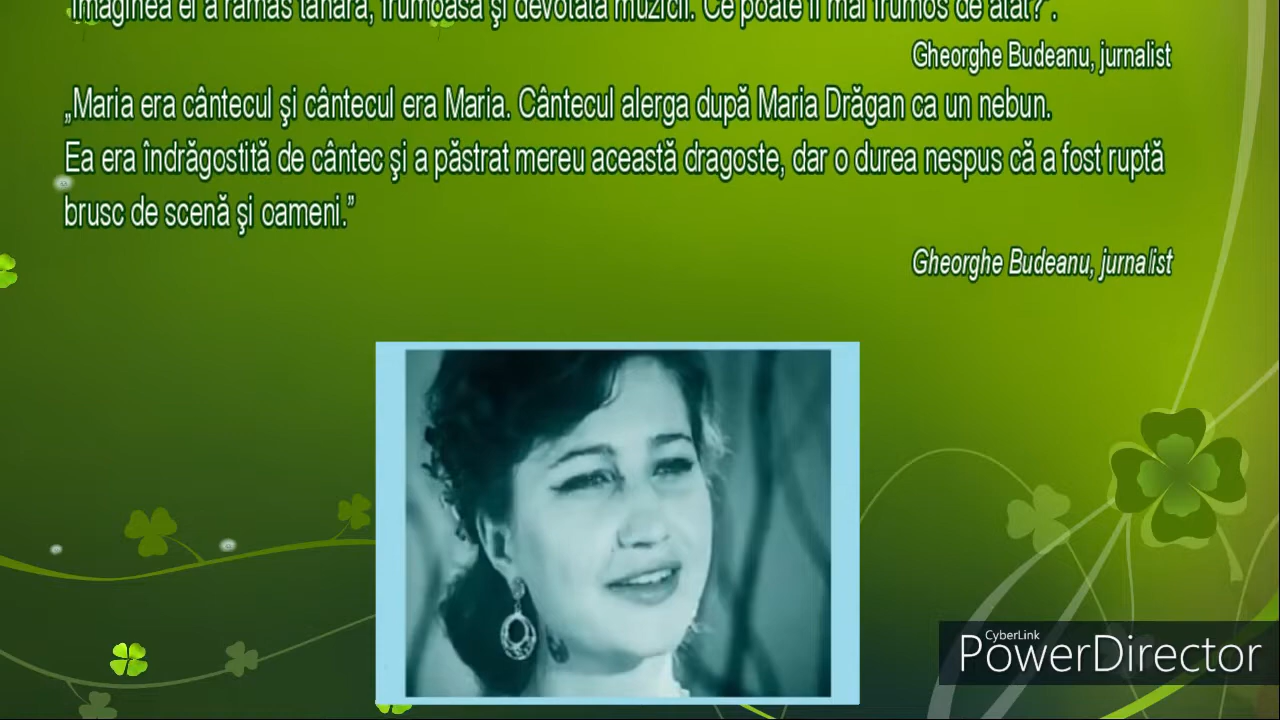 Imaginea ei a rămas tânără, frumoasă şi devotată muzicii. Ce poate fi mai frumos de atât?”.
Gheorghe Budeanu, jurnalist
„Maria era cântecul şi cântecul era Maria. Cântecul alerga după Maria Drăgan ca un nebun.
Ea era îndrăgostită de cântec şi a păstrat mereu această dragoste, dar o durea nespus că a fost ruptă
brusc de scenă şi oameni.”
Gheorghe Budeanu, jurnalist
CyberLink
PowerDirector